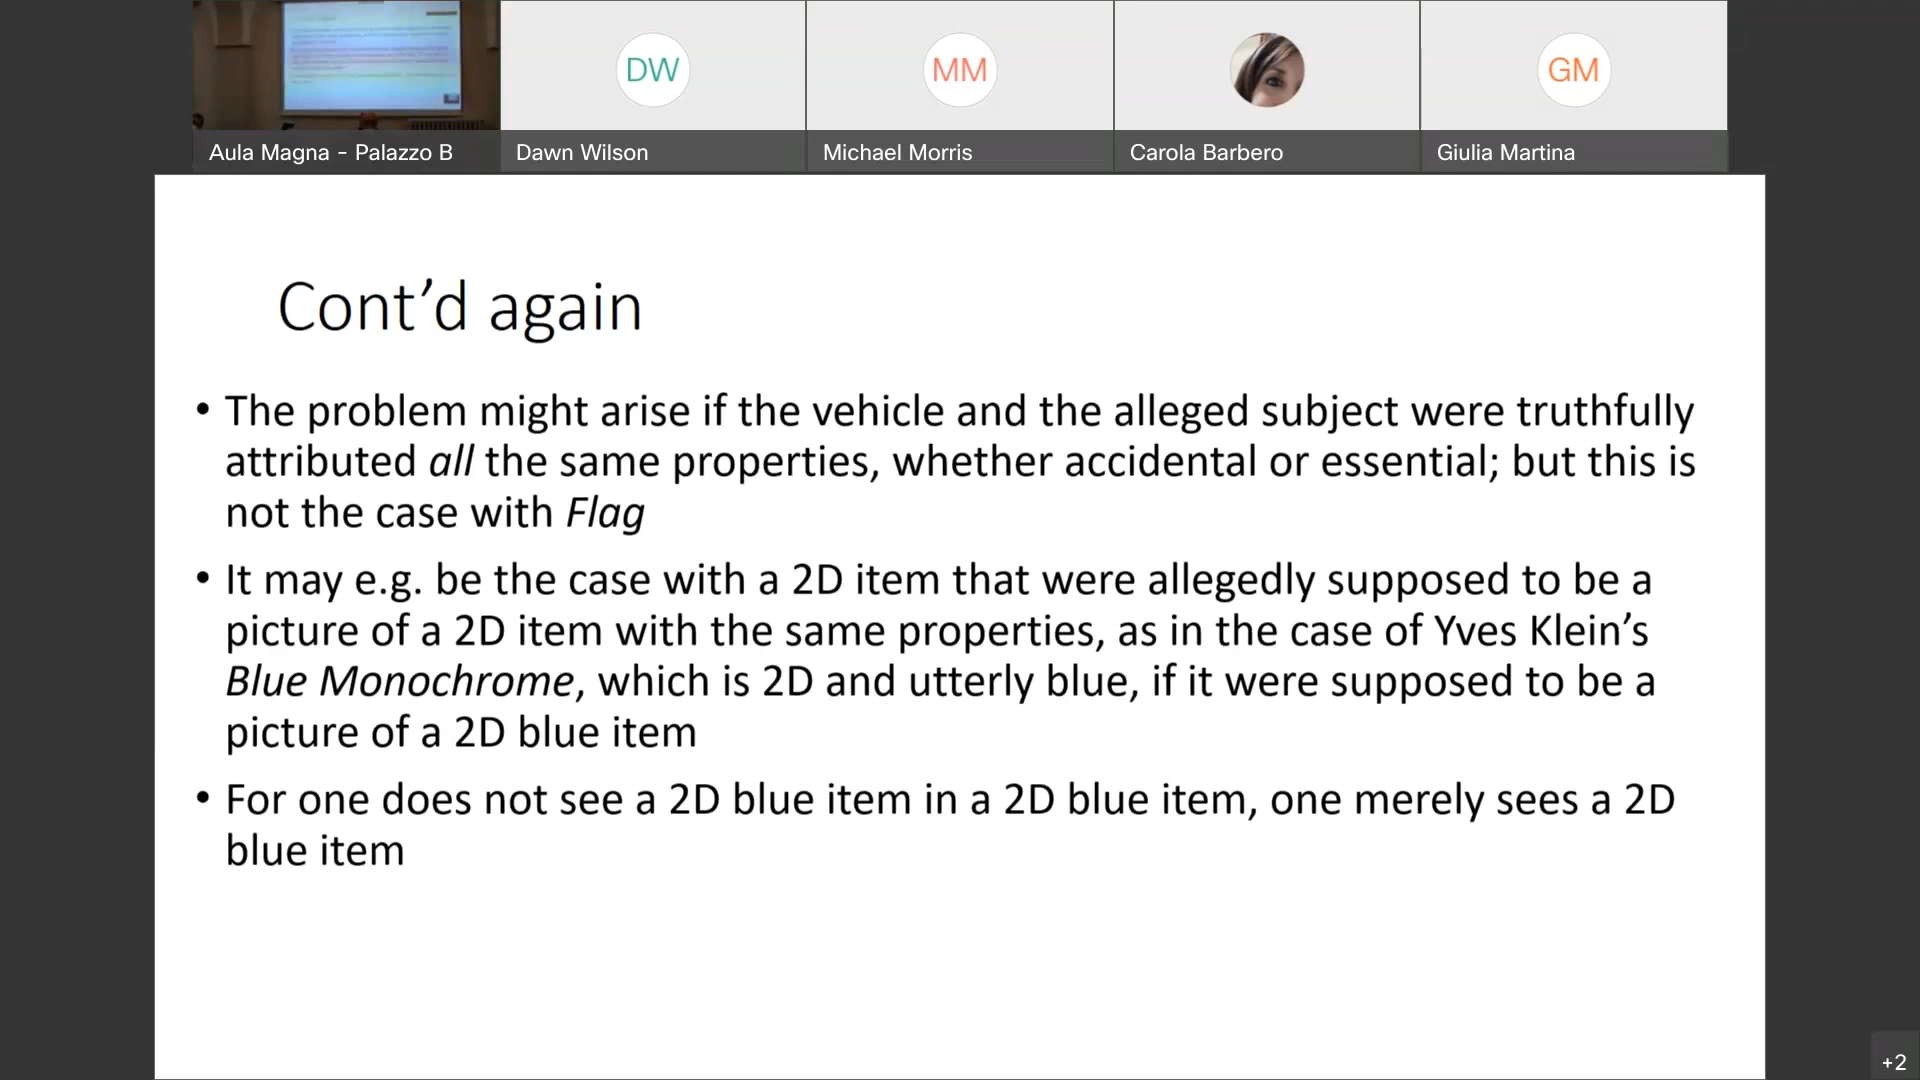 DW
MM
GM
Aula Magna - Palazzo B
Dawn Wilson
Michael Morris
Carola Barbero
Giulia Martina
Cont’d again
• The problem might arise if the vehicle and the alleged subject were truthfully
attributed all the same properties, whether accidental or essential; but this is
not the case with Flag
• It may e.g. be the case with a 2D item that were allegedly supposed to be a
picture of a 2D item with the same properties, as in the case of Yves Klein’s
Blue Monochrome, which is 2D and utterly blue, if it were supposed to be a
picture of a 2D blue item
• For one does not see a 2D blue item in a 2D blue item, one merely sees a 2D
blue item
+2